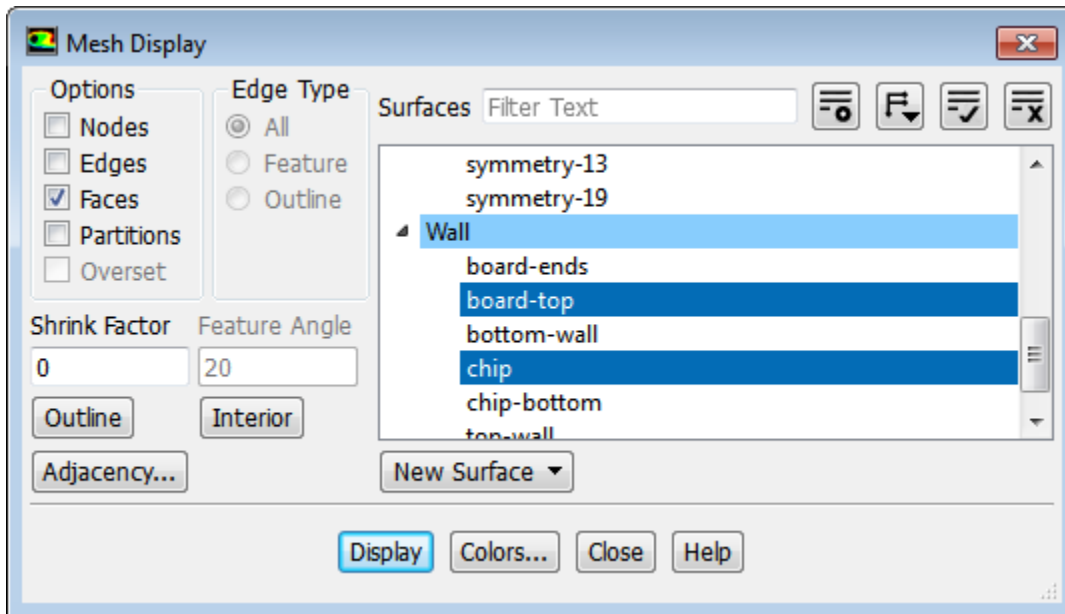 Mesh Display
Options
Nodes
Edges
Faces
Partitions
Overset
Edge Type
All
Feature
Outline
Shrink Factor
0
Feature Angle
20
Outline
Interior
Adjacency...
Surfaces
Filter Text
symmetry-13
symmetry-19
Wall
board-ends
board-top
bottom-wall
chip
chip-bottom
top-wall
New Surface
Display
Colors...
Close
Help